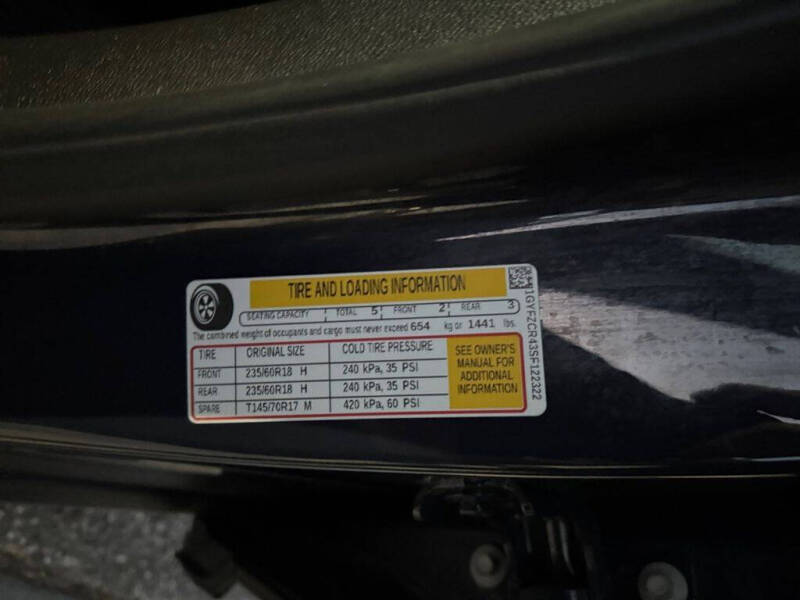 TIRE AND LOADING INFORMATION
SEATING CAPACITY TOTAL 5 FRONT 2 REAR 3
The combined weight of occupants and cargo must never exceed 654 kg or 1441 lbs.
TIRE ORIGINAL SIZE COLD TIRE PRESSURE
FRONT 235/60R18 H 240 kPa, 35 PSI
REAR 235/60R18 H 240 kPa, 35 PSI
SPARE T145/70R17 M 420 kPa, 60 PSI
SEE OWNER'S
MANUAL FOR
ADDITIONAL
INFORMATION
1GYFZCR43SF122322